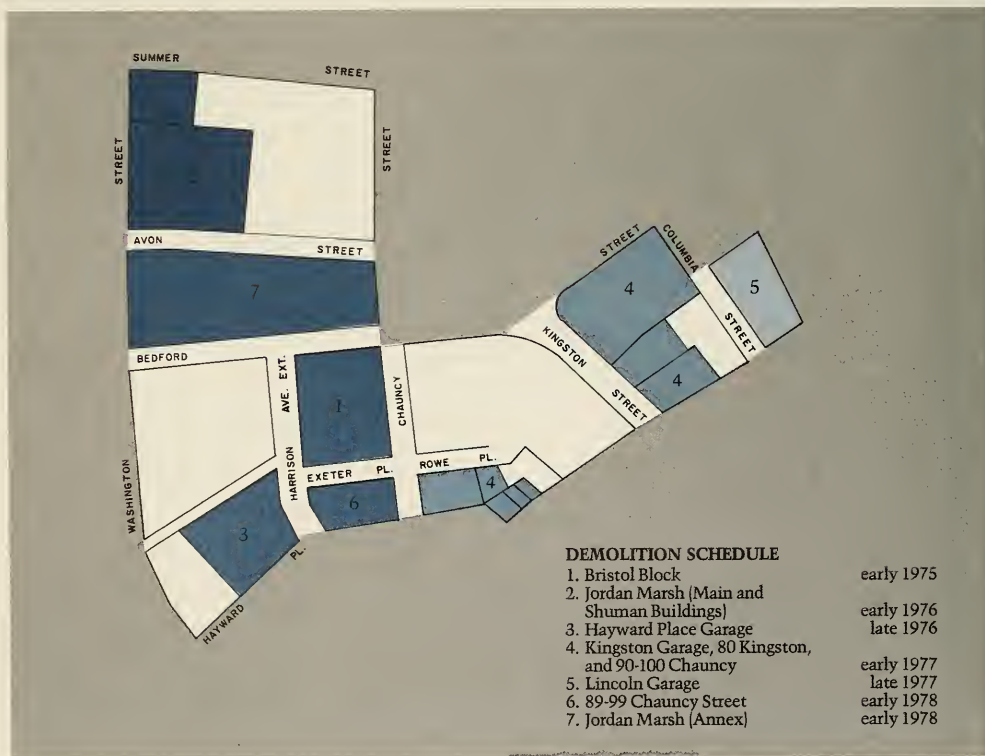 SUMMER
STREET
STREET
STREET
2
AVON
STREET
7
BEDFORD
AVE. EXT.
1
CHAUNCY
STREET
COLUMBIA
4
5
STREET
KINGSTON
4
STREET
WASHINGTON
HARRISON
EXETER PL.
ROWE PL.
4
6
3
PL.
HAYWARD
DEMOLITION SCHEDULE
1. Bristol Block early 1975
2. Jordan Marsh (Main and
Shuman Buildings) early 1976
3. Hayward Place Garage late 1976
4. Kingston Garage, 80 Kingston,
and 90-100 Chauncy early 1977
5. Lincoln Garage late 1977
6. 89-99 Chauncy Street early 1978
7. Jordan Marsh (Annex) early 1978